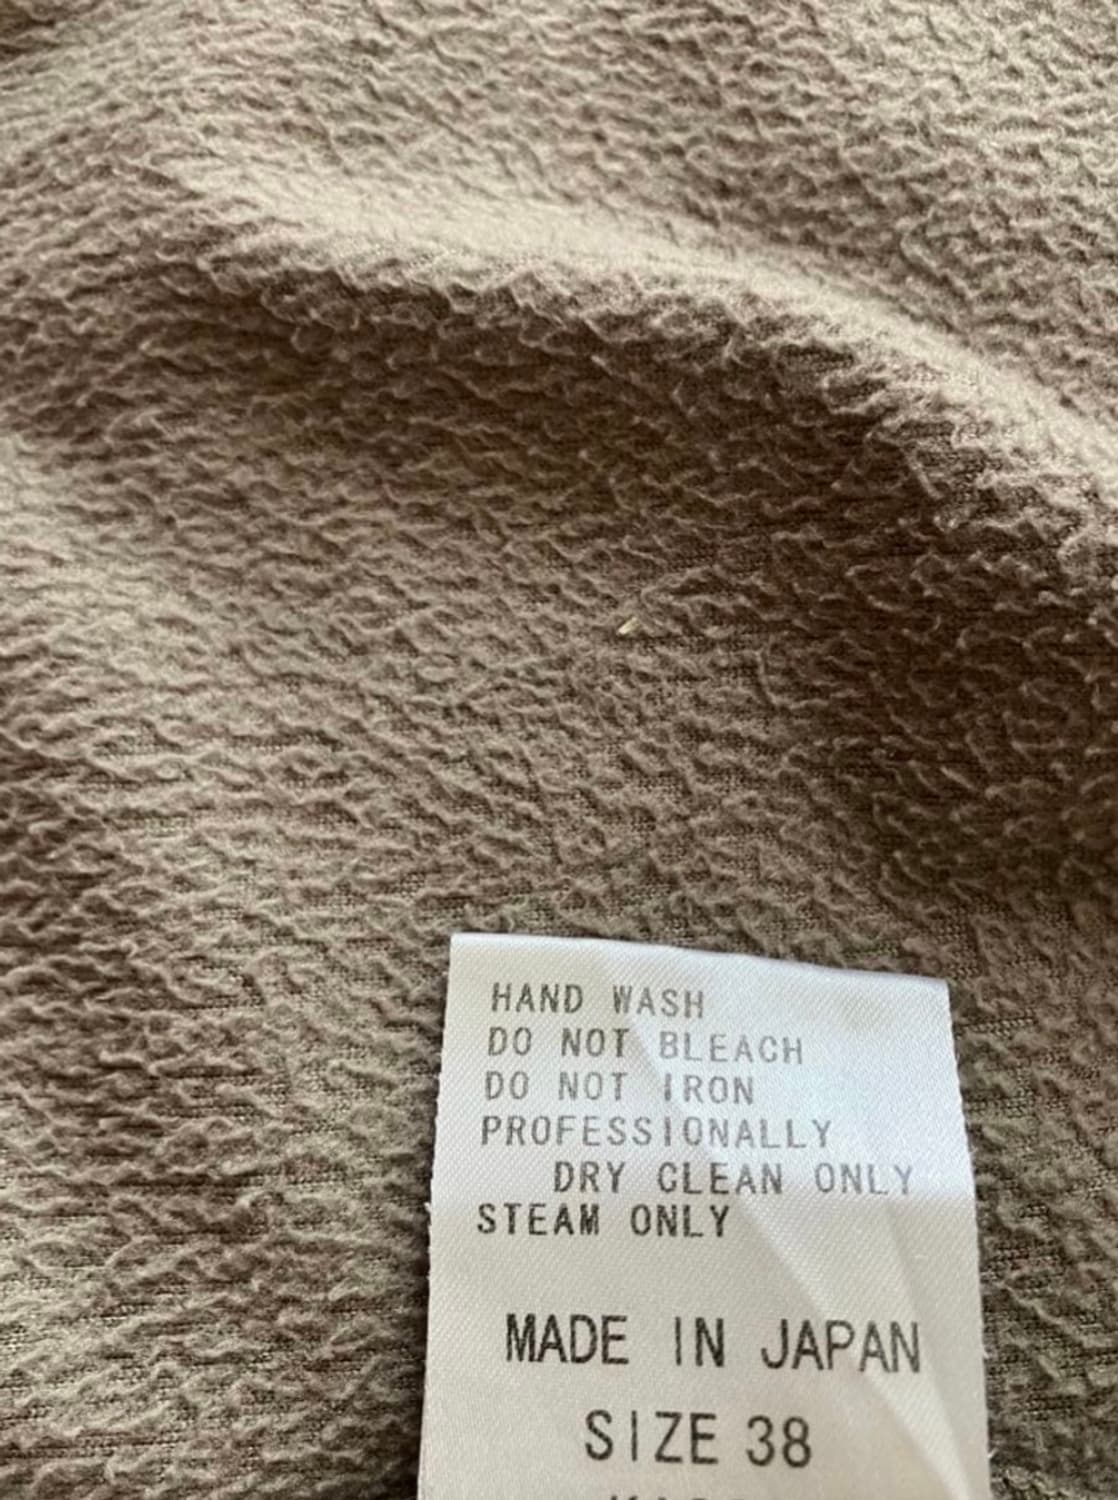 HAND WASH
DO NOT BLEACH
DO NOT IRON
PROFESSIONALLY
DRY CLEAN ONLY
STEAM ONLY
MADE IN JAPAN
SIZE 38